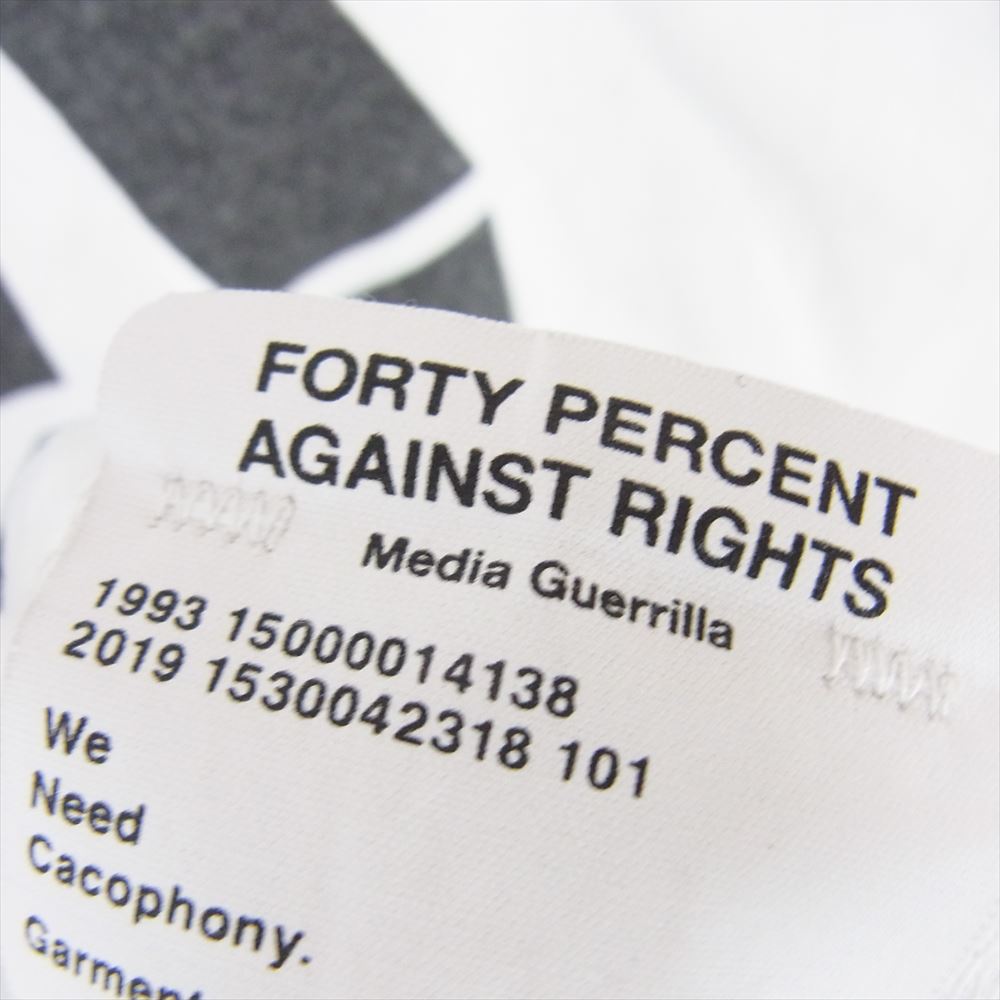 FORTY PERCENT
AGAINST RIGHTS
Media Guerrilla
1993 15000014138
2019 1530042318 101
We
Need
Cacophony.